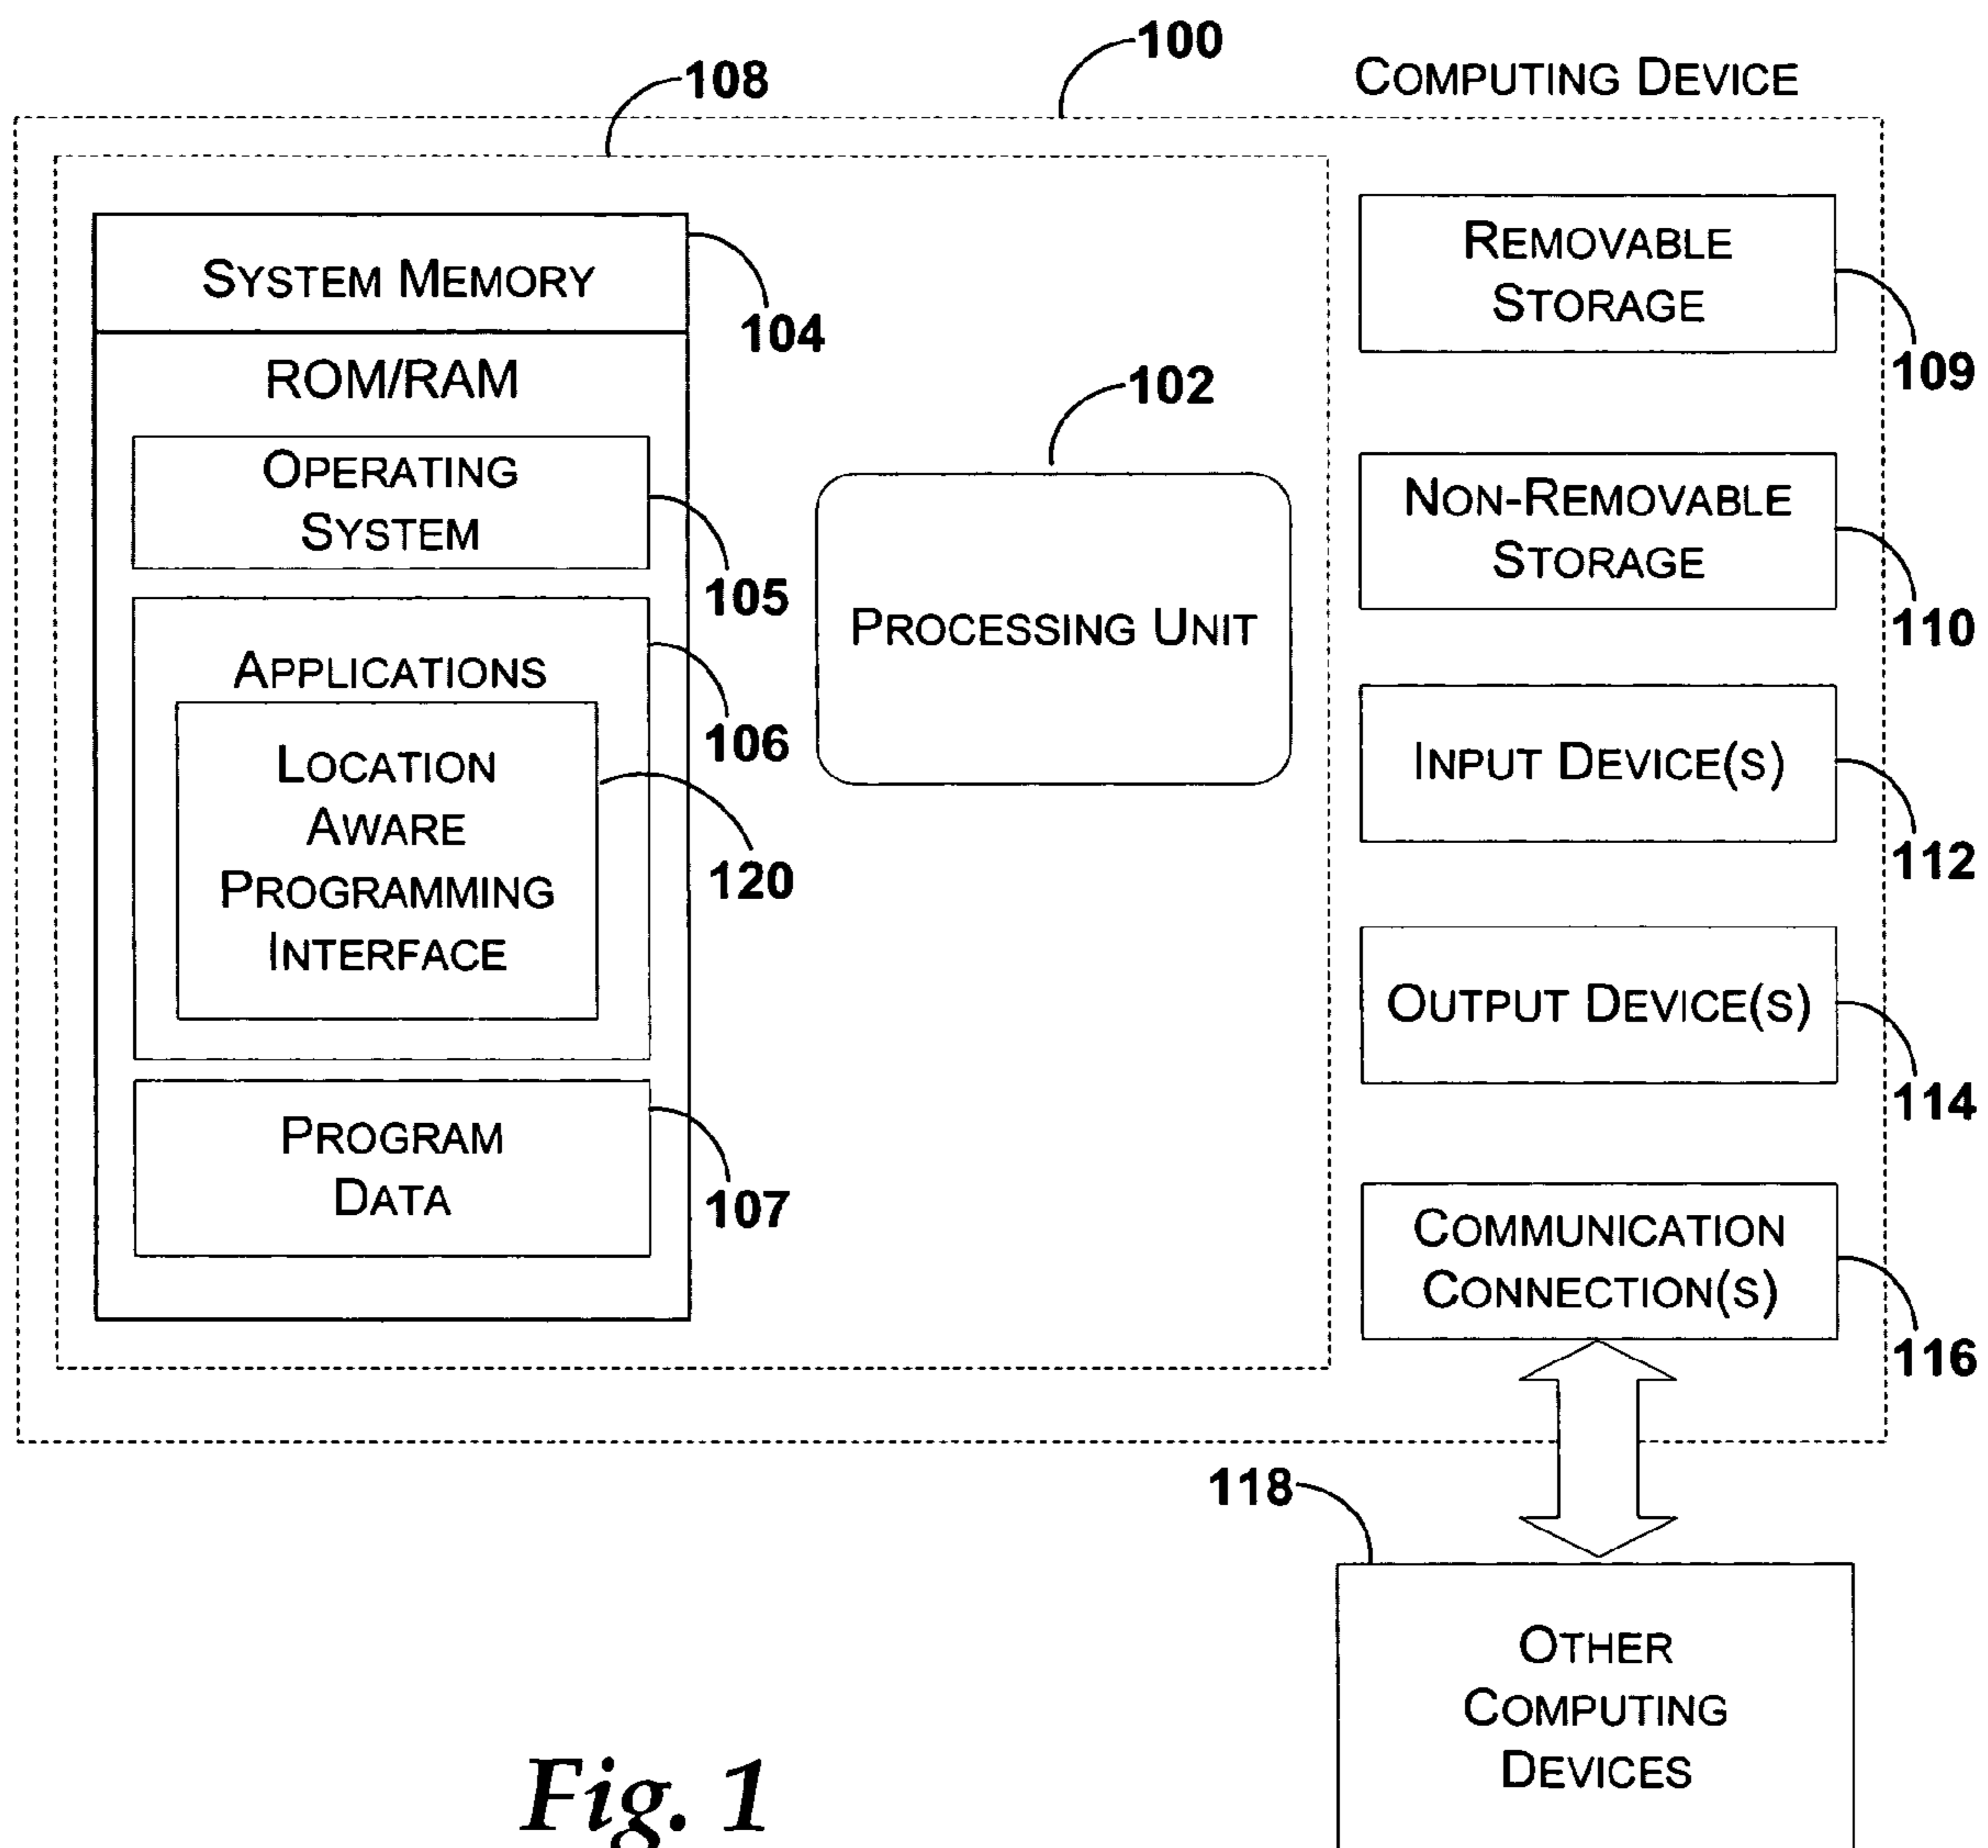 100
COMPUTING DEVICE
108
SYSTEM MEMORY
104
ROM/RAM
OPERATING
SYSTEM
105
APPLICATIONS
106
LOCATION
AWARE
PROGRAMMING
INTERFACE
120
PROGRAM
DATA
107
102
PROCESSING UNIT
REMOVABLE
STORAGE
109
NON-REMOVABLE
STORAGE
110
INPUT DEVICE(S)
112
OUTPUT DEVICE(S)
114
COMMUNICATION
CONNECTION(S)
116
118
OTHER
COMPUTING
DEVICES
Fig. 1